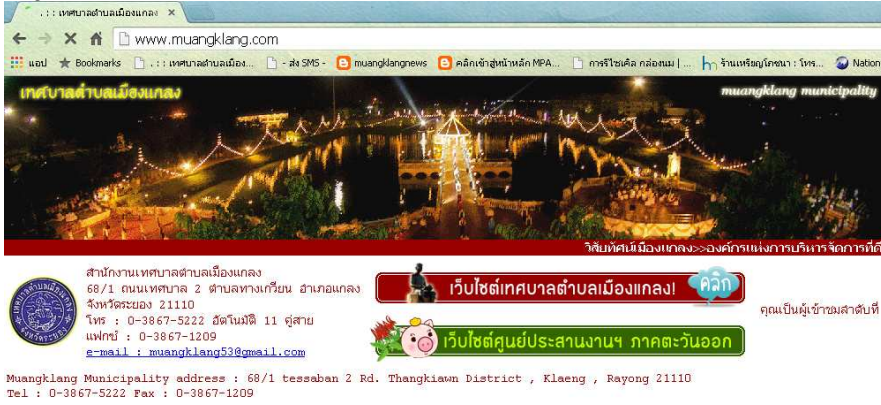 . : : เทศบาลตำบลเมืองแกลง ×
www.muangklang.com
แอป Bookmarks . : : เทศบาลตำบลเมือง... - ส่ง SMS - muangklangnews คลิกเข้าสู่หน้าหลัก MPA... การรีไซเคิล กล่องนม | ... ร้านเหรียญโภชนา : โทร... Nation
เทศบาลตำบลเมืองแกลง muangklang municipality
วิสัยทัศน์เมืองแกลง>>องค์กรแห่งการบริหารจัดการที่ดี
สำนักงานเทศบาลตำบลเมืองแกลง
68/1 ถนนเทศบาล 2 ตำบลทางเกวียน อำเภอแกลง
จังหวัดระยอง 21110
โทร : 0-3867-5222 อัตโนมัติ 11 คู่สาย
แฟกซ์ : 0-3867-1209
e-mail : muangklang53@gmail.com
เว็บไซต์เทศบาลตำบลเมืองแกลง! คลิก
เว็บไซต์ศูนย์ประสานงานฯ ภาคตะวันออก
คุณเป็นผู้เข้าชมลำดับที่
Muangklang Municipality address : 68/1 tessaban 2 Rd. Thangkiawn District , Klaeng , Rayong 21110
Tel : 0-3867-5222 Fax : 0-3867-1209